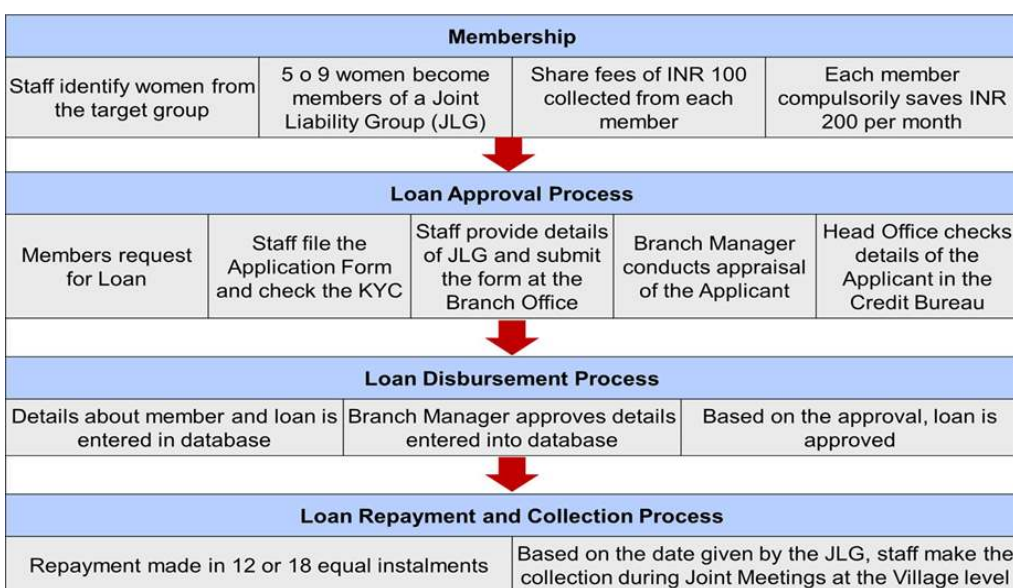 Membership
Staff identify women from
the target group
5 o 9 women become
members of a Joint
Liability Group (JLG)
Share fees of INR 100
collected from each
member
Each member
compulsorily saves INR
200 per month
Loan Approval Process
Members request
for Loan
Staff file the
Application Form
and check the KYC
Staff provide details
of JLG and submit
the form at the
Branch Office
Branch Manager
conducts appraisal
of the Applicant
Head Office checks
details of the
Applicant in the
Credit Bureau
Loan Disbursement Process
Details about member and loan is
entered in database
Branch Manager approves details
entered into database
Based on the approval, loan is
approved
Loan Repayment and Collection Process
Repayment made in 12 or 18 equal instalments
Based on the date given by the JLG, staff make the
collection during Joint Meetings at the Village level